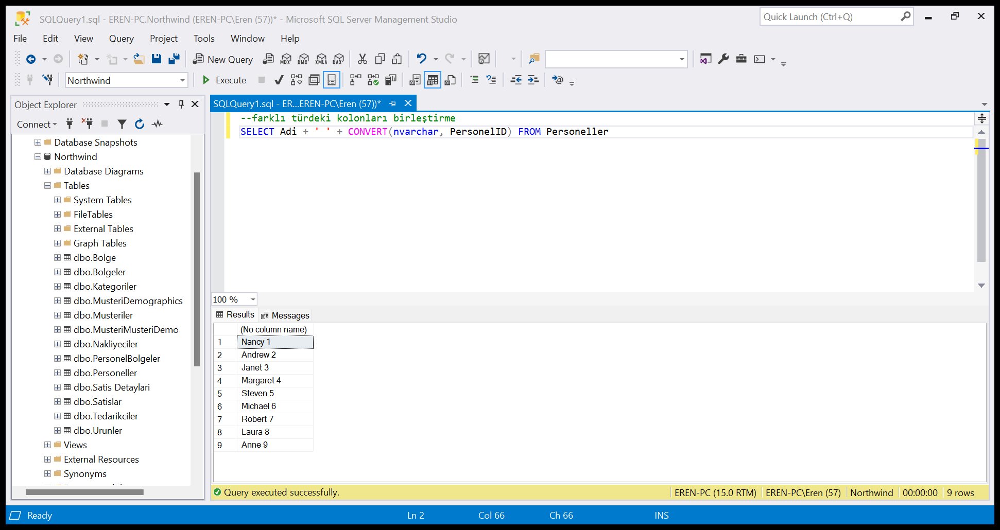 SQLQuery1.sql - EREN-PC.Northwind (EREN-PC\Eren (57))* - Microsoft SQL Server Management Studio
Quick Launch (Ctrl+Q)
File Edit View Query Project Tools Window Help
New Query MDX DMX XMLA DAX
Northwind Execute
Object Explorer
Connect
Database Snapshots
Northwind
Database Diagrams
Tables
System Tables
FileTables
External Tables
Graph Tables
dbo.Bolge
dbo.Bolgeler
dbo.Kategoriler
dbo.MusteriDemographics
dbo.Musteriler
dbo.MusteriMusteriDemo
dbo.Nakliyeciler
dbo.PersonelBolgeler
dbo.Personeller
dbo.Satis Detaylari
dbo.Satislar
dbo.Tedarikciler
dbo.Urunler
Views
External Resources
Synonyms
SQLQuery1.sql - ER...EREN-PC\Eren (57))*
--farklı türdeki kolonları birleştirme
SELECT Adi + ' ' + CONVERT(nvarchar, PersonelID) FROM Personeller
100 %
Results Messages
(No column name)
1 Nancy 1
2 Andrew 2
3 Janet 3
4 Margaret 4
5 Steven 5
6 Michael 6
7 Robert 7
8 Laura 8
9 Anne 9
Query executed successfully. EREN-PC (15.0 RTM) EREN-PC\Eren (57) Northwind 00:00:00 9 rows
Ready Ln 2 Col 66 Ch 66 INS